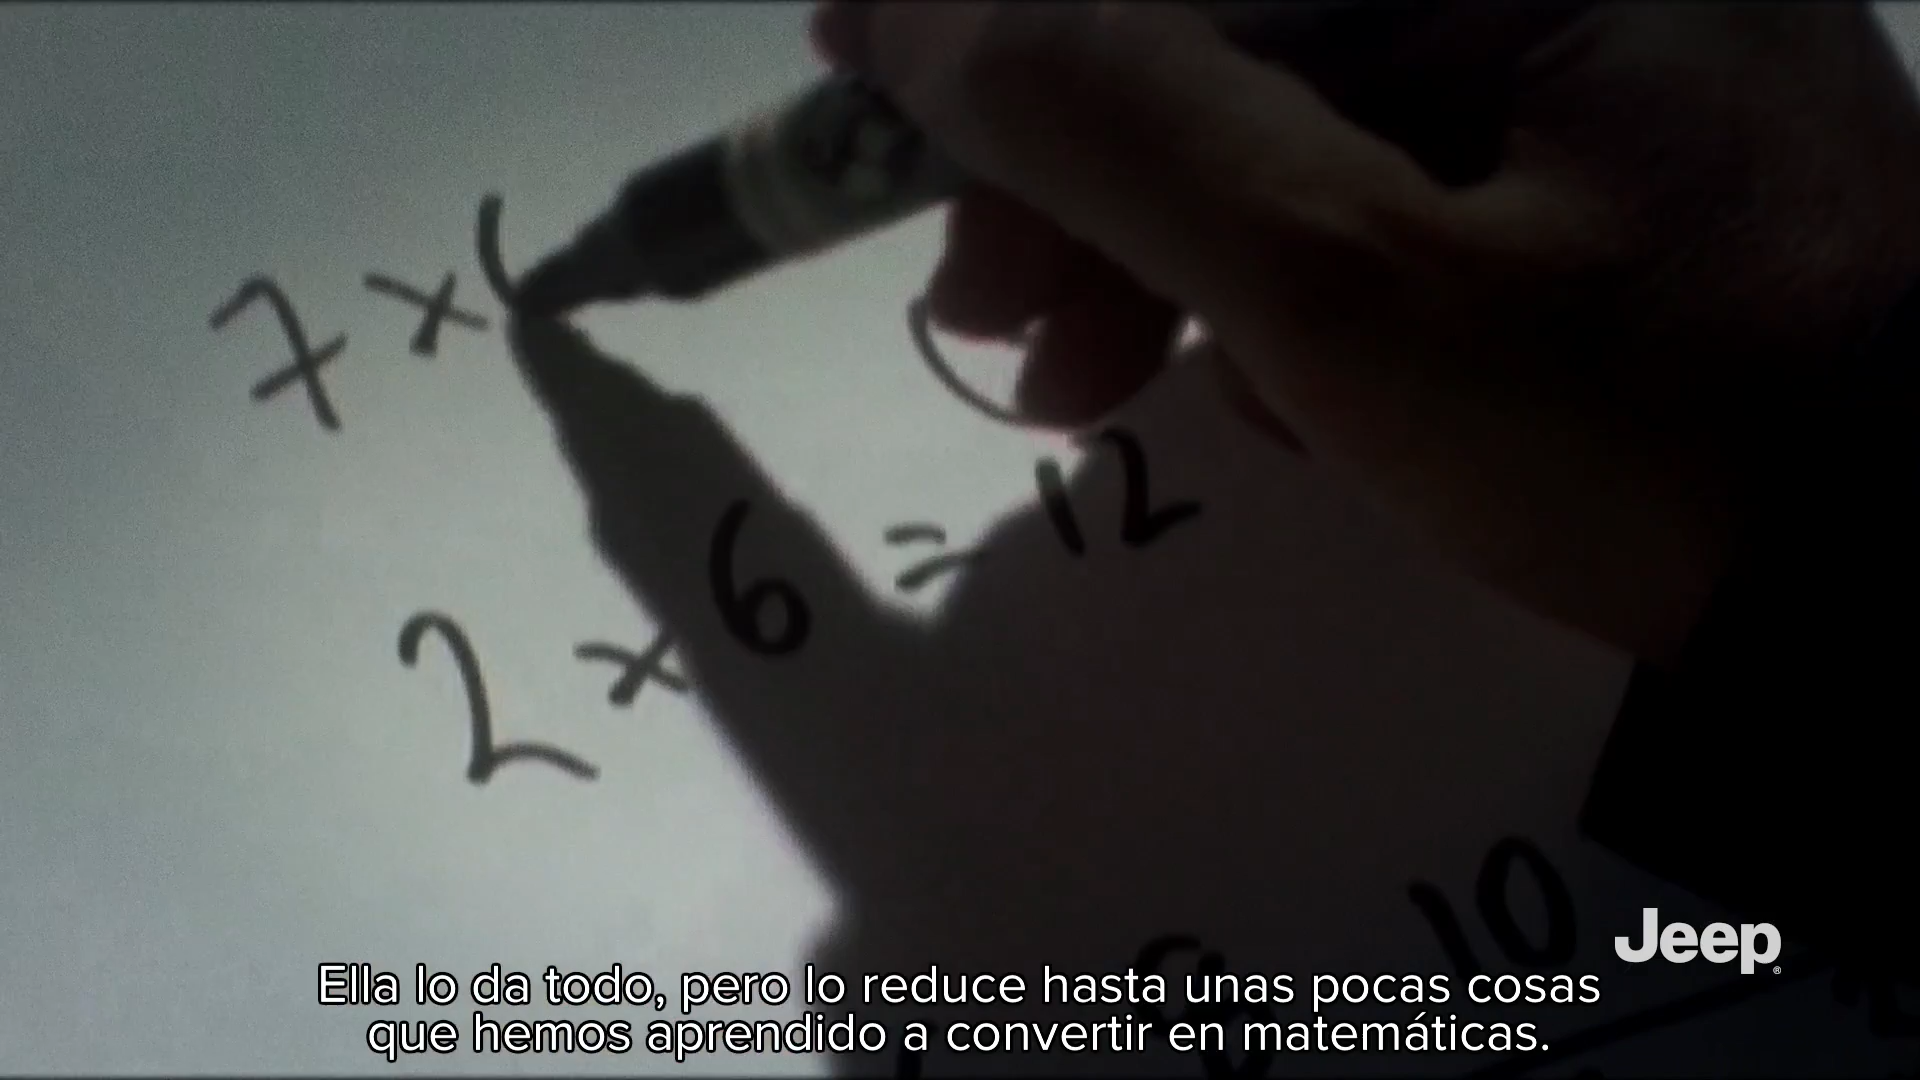 7 x
2 x 6 = 12
10
8
Jeep
Ella lo da todo, pero lo reduce hasta unas pocas cosas
que hemos aprendido a convertir en matemáticas.